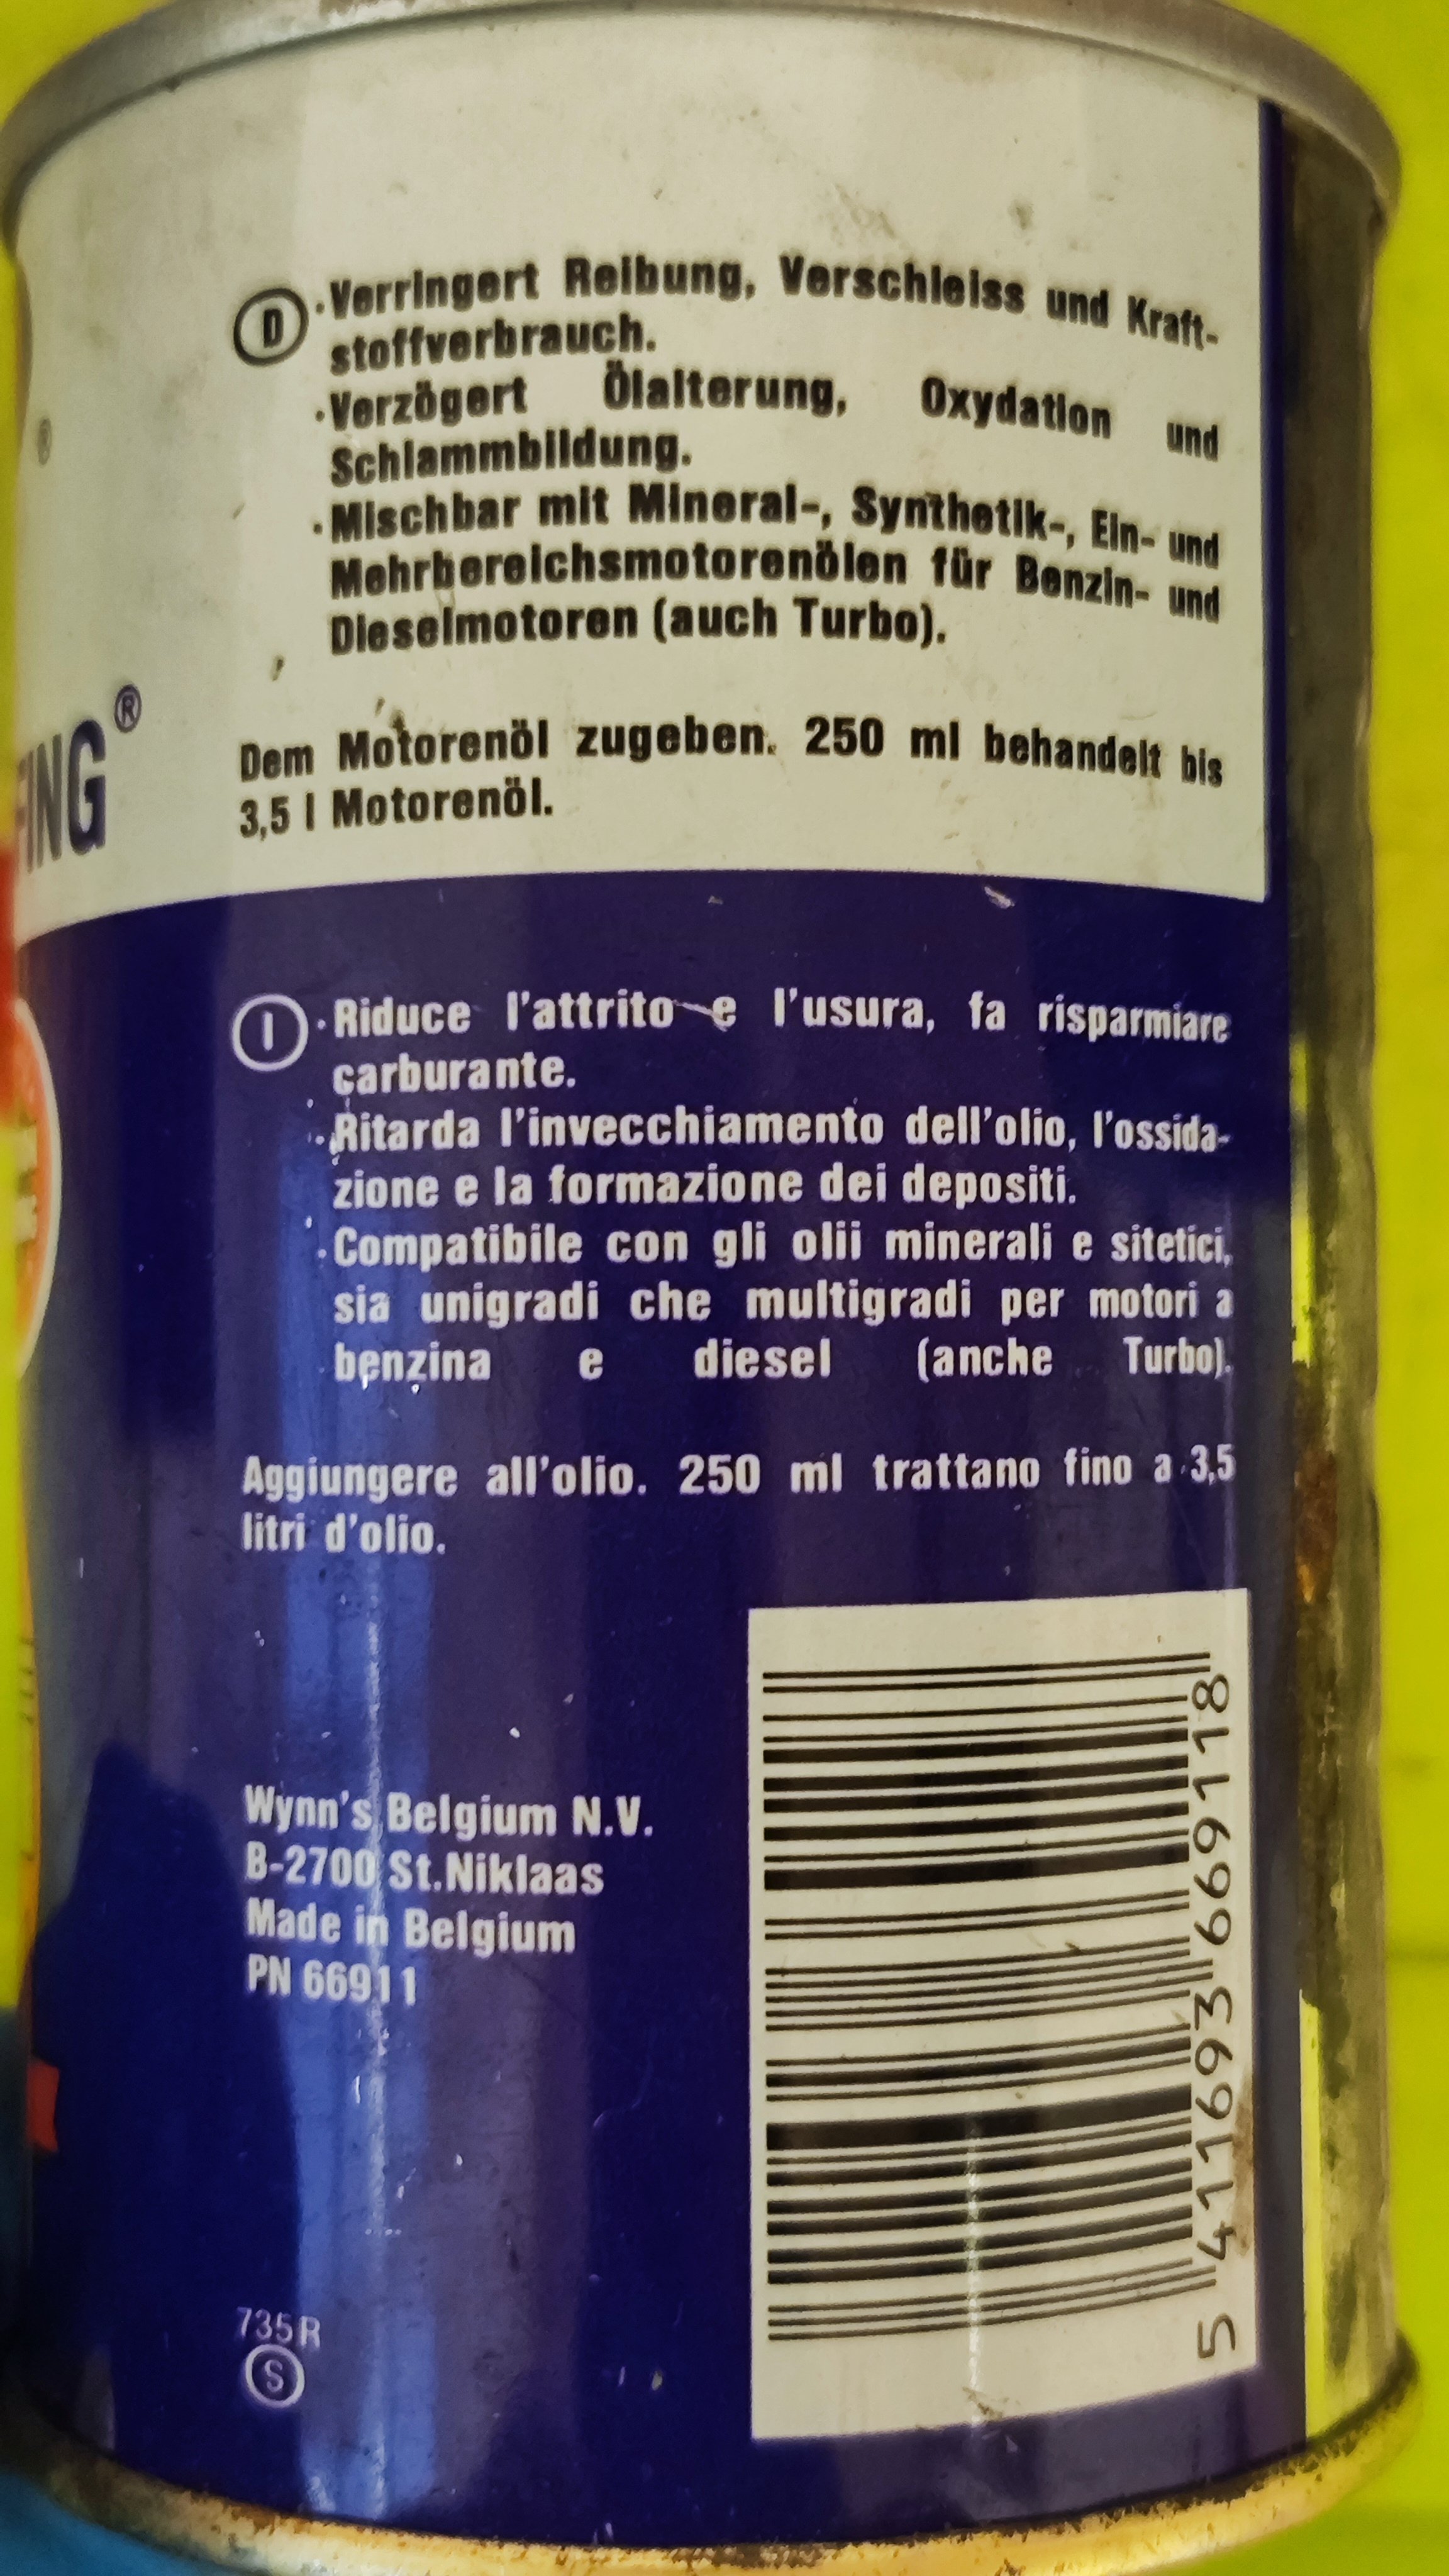 ®
ING®
D ·Verringert Reibung, Verschleiss und Kraft-
stoffverbrauch.
·Verzögert Ölalterung, Oxydation und
Schlammbildung.
·Mischbar mit Mineral-, Synthetik-, Ein- und
Mehrbereichsmotorenölen für Benzin- und
Dieselmotoren (auch Turbo).
Dem Motorenöl zugeben. 250 ml behandelt bis
3,5 l Motorenöl.
I ·Riduce l'attrito e l'usura, fa risparmiare
carburante.
·Ritarda l'invecchiamento dell'olio, l'ossida-
zione e la formazione dei depositi.
·Compatibile con gli olii minerali e sitetici,
sia unigradi che multigradi per motori a
benzina e diesel (anche Turbo).
Aggiungere all'olio. 250 ml trattano fino a 3,5
litri d'olio.
Wynn's Belgium N.V.
B-2700 St.Niklaas
Made in Belgium
PN 66911
735R
S
5 411693 669118